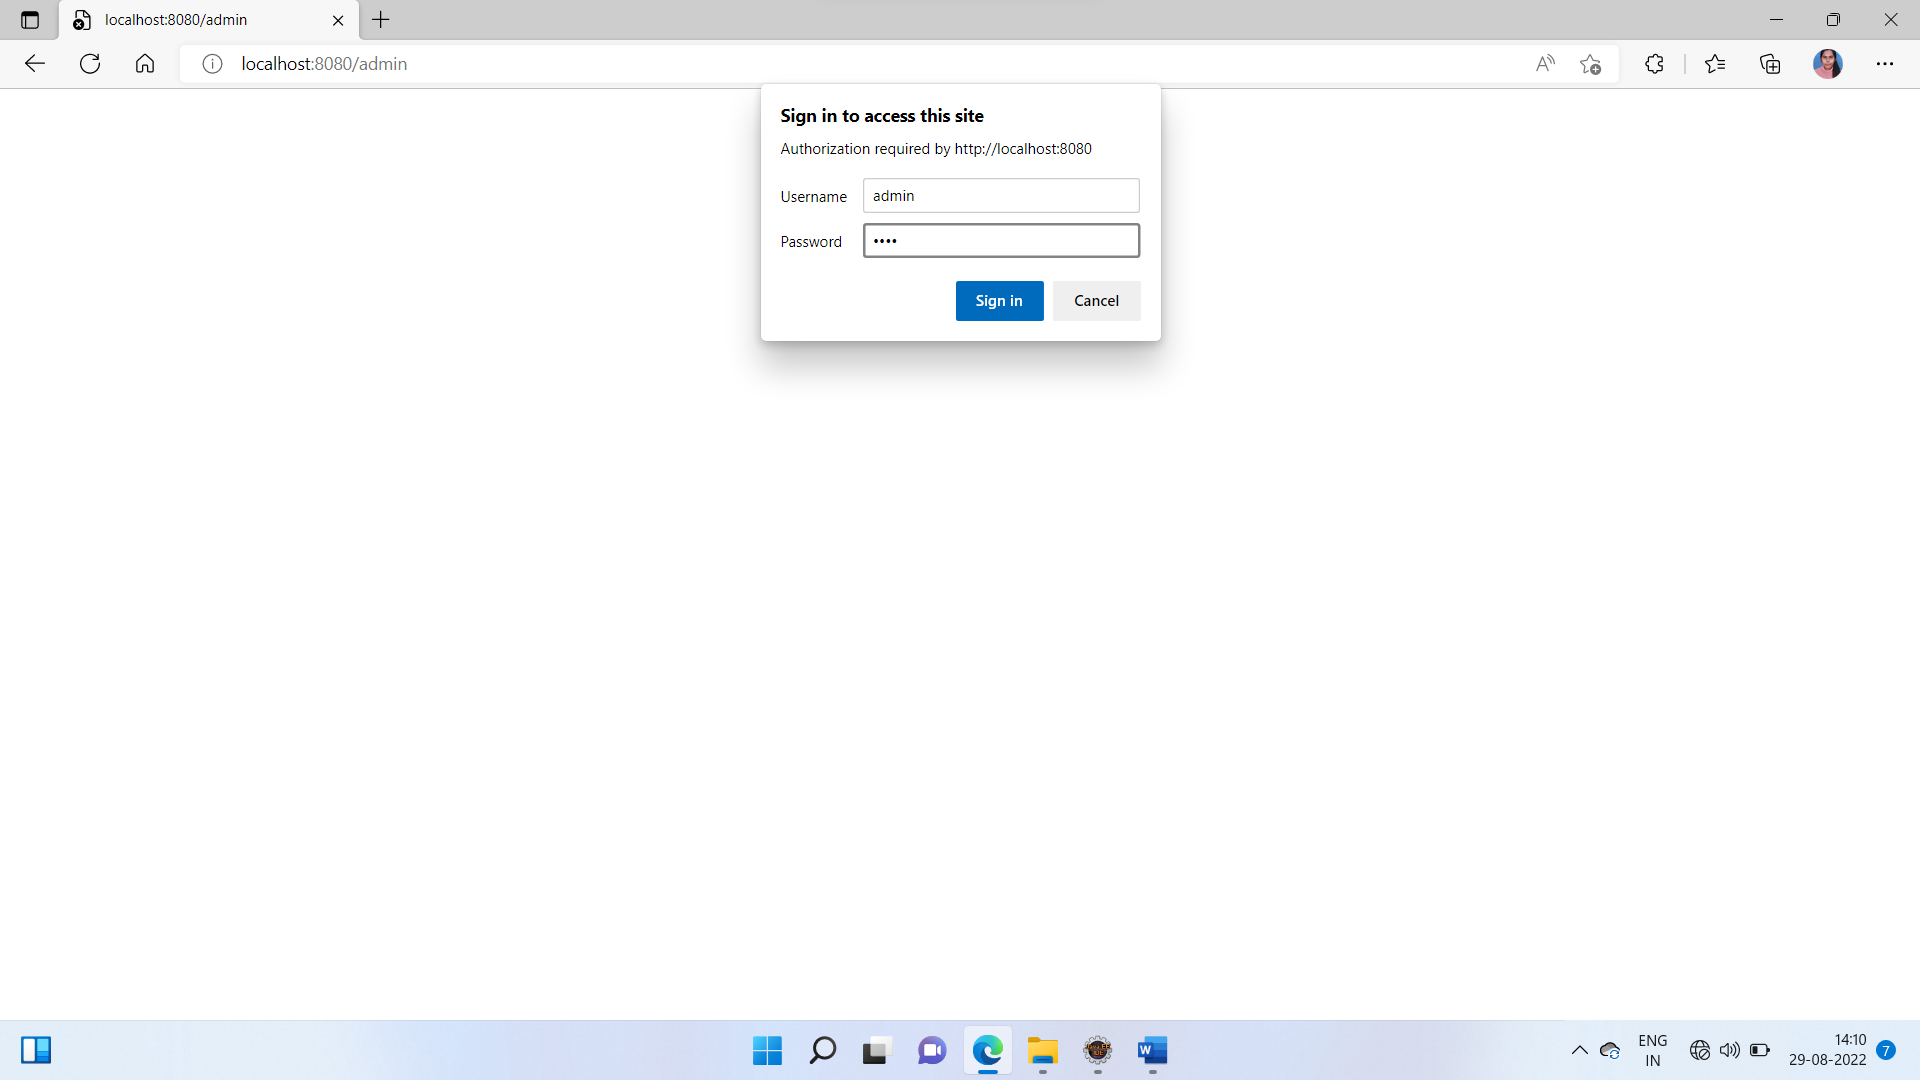 localhost:8080/admin
localhost:8080/admin
Sign in to access this site
Authorization required by http://localhost:8080
Username admin
Password ••••
Sign in Cancel
ENG
IN
14:10
29-08-2022
7